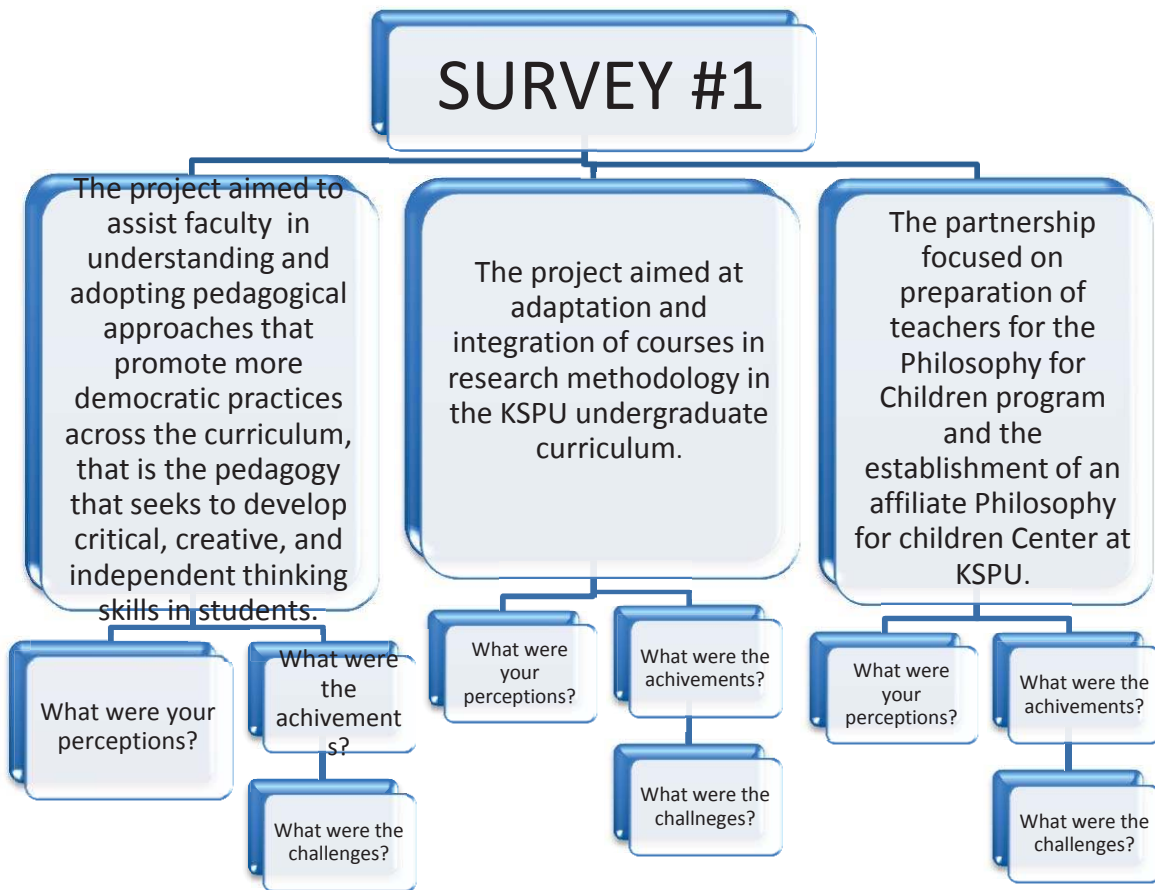 SURVEY #1
The project aimed to
assist faculty in
understanding and
adopting pedagogical
approaches that
promote more
democratic practices
across the curriculum,
that is the pedagogy
that seeks to develop
critical, creative, and
independent thinking
skills in students.
What were your
perceptions?
What were
the
achivement
s?
What were the
challenges?
The project aimed at
adaptation and
integration of courses in
research methodology in
the KSPU undergraduate
curriculum.
What were
your
perceptions?
What were the
achivements?
What were the
challneges?
The partnership
focused on
preparation of
teachers for the
Philosophy for
Children program
and the
establishment of an
affiliate Philosophy
for children Center at
KSPU.
What were
your
perceptions?
What were the
achivements?
What were the
challenges?